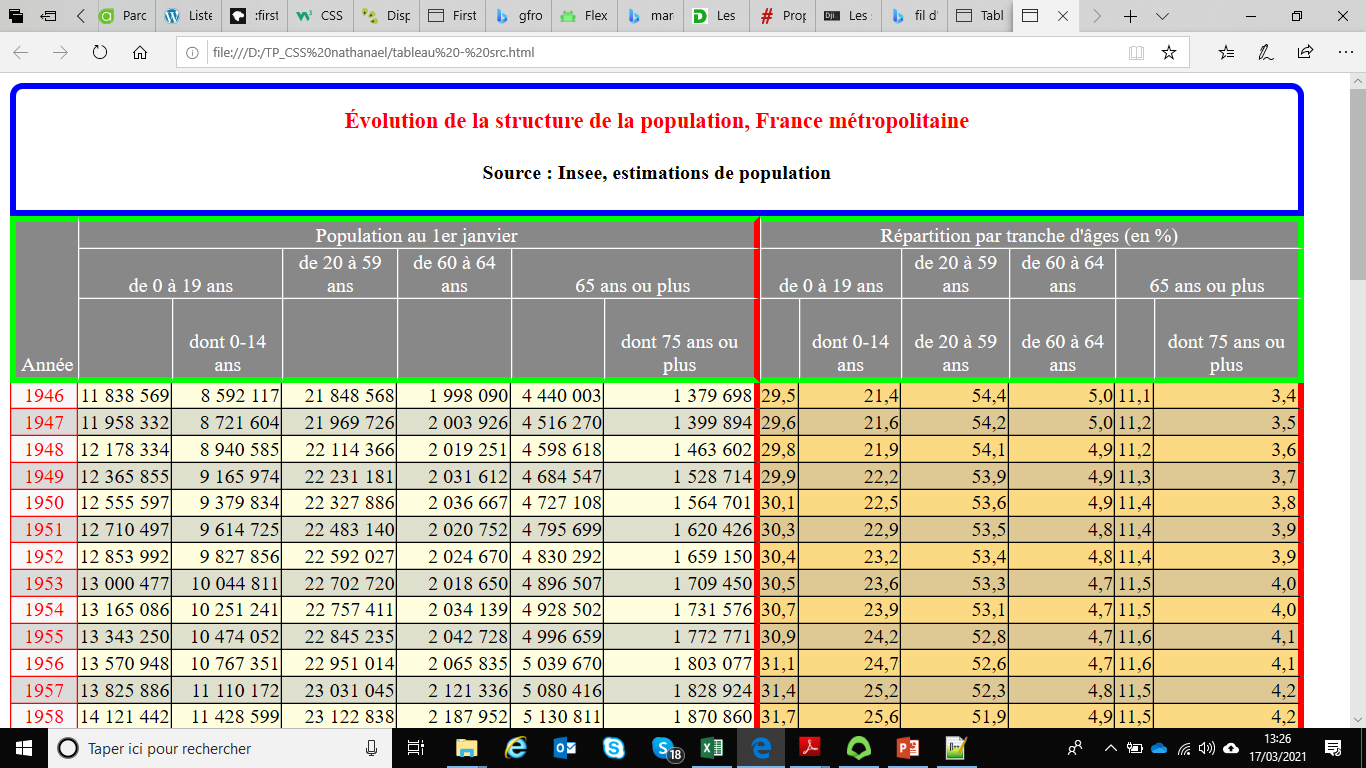 Parc
Liste
:first
CSS
Disp
First
gfro
Flex
mar
Les
Prop
Les s
fil d'
Tabl
file:///D:/TP_CSS%20nathanael/tableau%20-%20src.html
Évolution de la structure de la population, France métropolitaine
Source : Insee, estimations de population
Population au 1er janvier Répartition par tranche d'âges (en %)
de 0 à 19 ans de 20 à 59 ans de 60 à 64 ans 65 ans ou plus de 0 à 19 ans de 20 à 59 ans de 60 à 64 ans 65 ans ou plus
Année dont 0-14 ans dont 75 ans ou plus dont 0-14 ans de 20 à 59 ans de 60 à 64 ans dont 75 ans ou plus
1946 11 838 569 8 592 117 21 848 568 1 998 090 4 440 003 1 379 698 29,5 21,4 54,4 5,0 11,1 3,4
1947 11 958 332 8 721 604 21 969 726 2 003 926 4 516 270 1 399 894 29,6 21,6 54,2 5,0 11,2 3,5
1948 12 178 334 8 940 585 22 114 366 2 019 251 4 598 618 1 463 602 29,8 21,9 54,1 4,9 11,2 3,6
1949 12 365 855 9 165 974 22 231 181 2 031 612 4 684 547 1 528 714 29,9 22,2 53,9 4,9 11,3 3,7
1950 12 555 597 9 379 834 22 327 886 2 036 667 4 727 108 1 564 701 30,1 22,5 53,6 4,9 11,4 3,8
1951 12 710 497 9 614 725 22 483 140 2 020 752 4 795 699 1 620 426 30,3 22,9 53,5 4,8 11,4 3,9
1952 12 853 992 9 827 856 22 592 027 2 024 670 4 830 292 1 659 150 30,4 23,2 53,4 4,8 11,4 3,9
1953 13 000 477 10 044 811 22 702 720 2 018 650 4 896 507 1 709 450 30,5 23,6 53,3 4,7 11,5 4,0
1954 13 165 086 10 251 241 22 757 411 2 034 139 4 928 502 1 731 576 30,7 23,9 53,1 4,7 11,5 4,0
1955 13 343 250 10 474 052 22 845 235 2 042 728 4 996 659 1 772 771 30,9 24,2 52,8 4,7 11,6 4,1
1956 13 570 948 10 767 351 22 951 014 2 065 835 5 039 670 1 803 077 31,1 24,7 52,6 4,7 11,6 4,1
1957 13 825 886 11 110 172 23 031 045 2 121 336 5 080 416 1 828 924 31,4 25,2 52,3 4,8 11,5 4,2
1958 14 121 442 11 428 599 23 122 838 2 187 952 5 130 811 1 870 860 31,7 25,6 51,9 4,9 11,5 4,2
Taper ici pour rechercher
18
13:26
17/03/2021